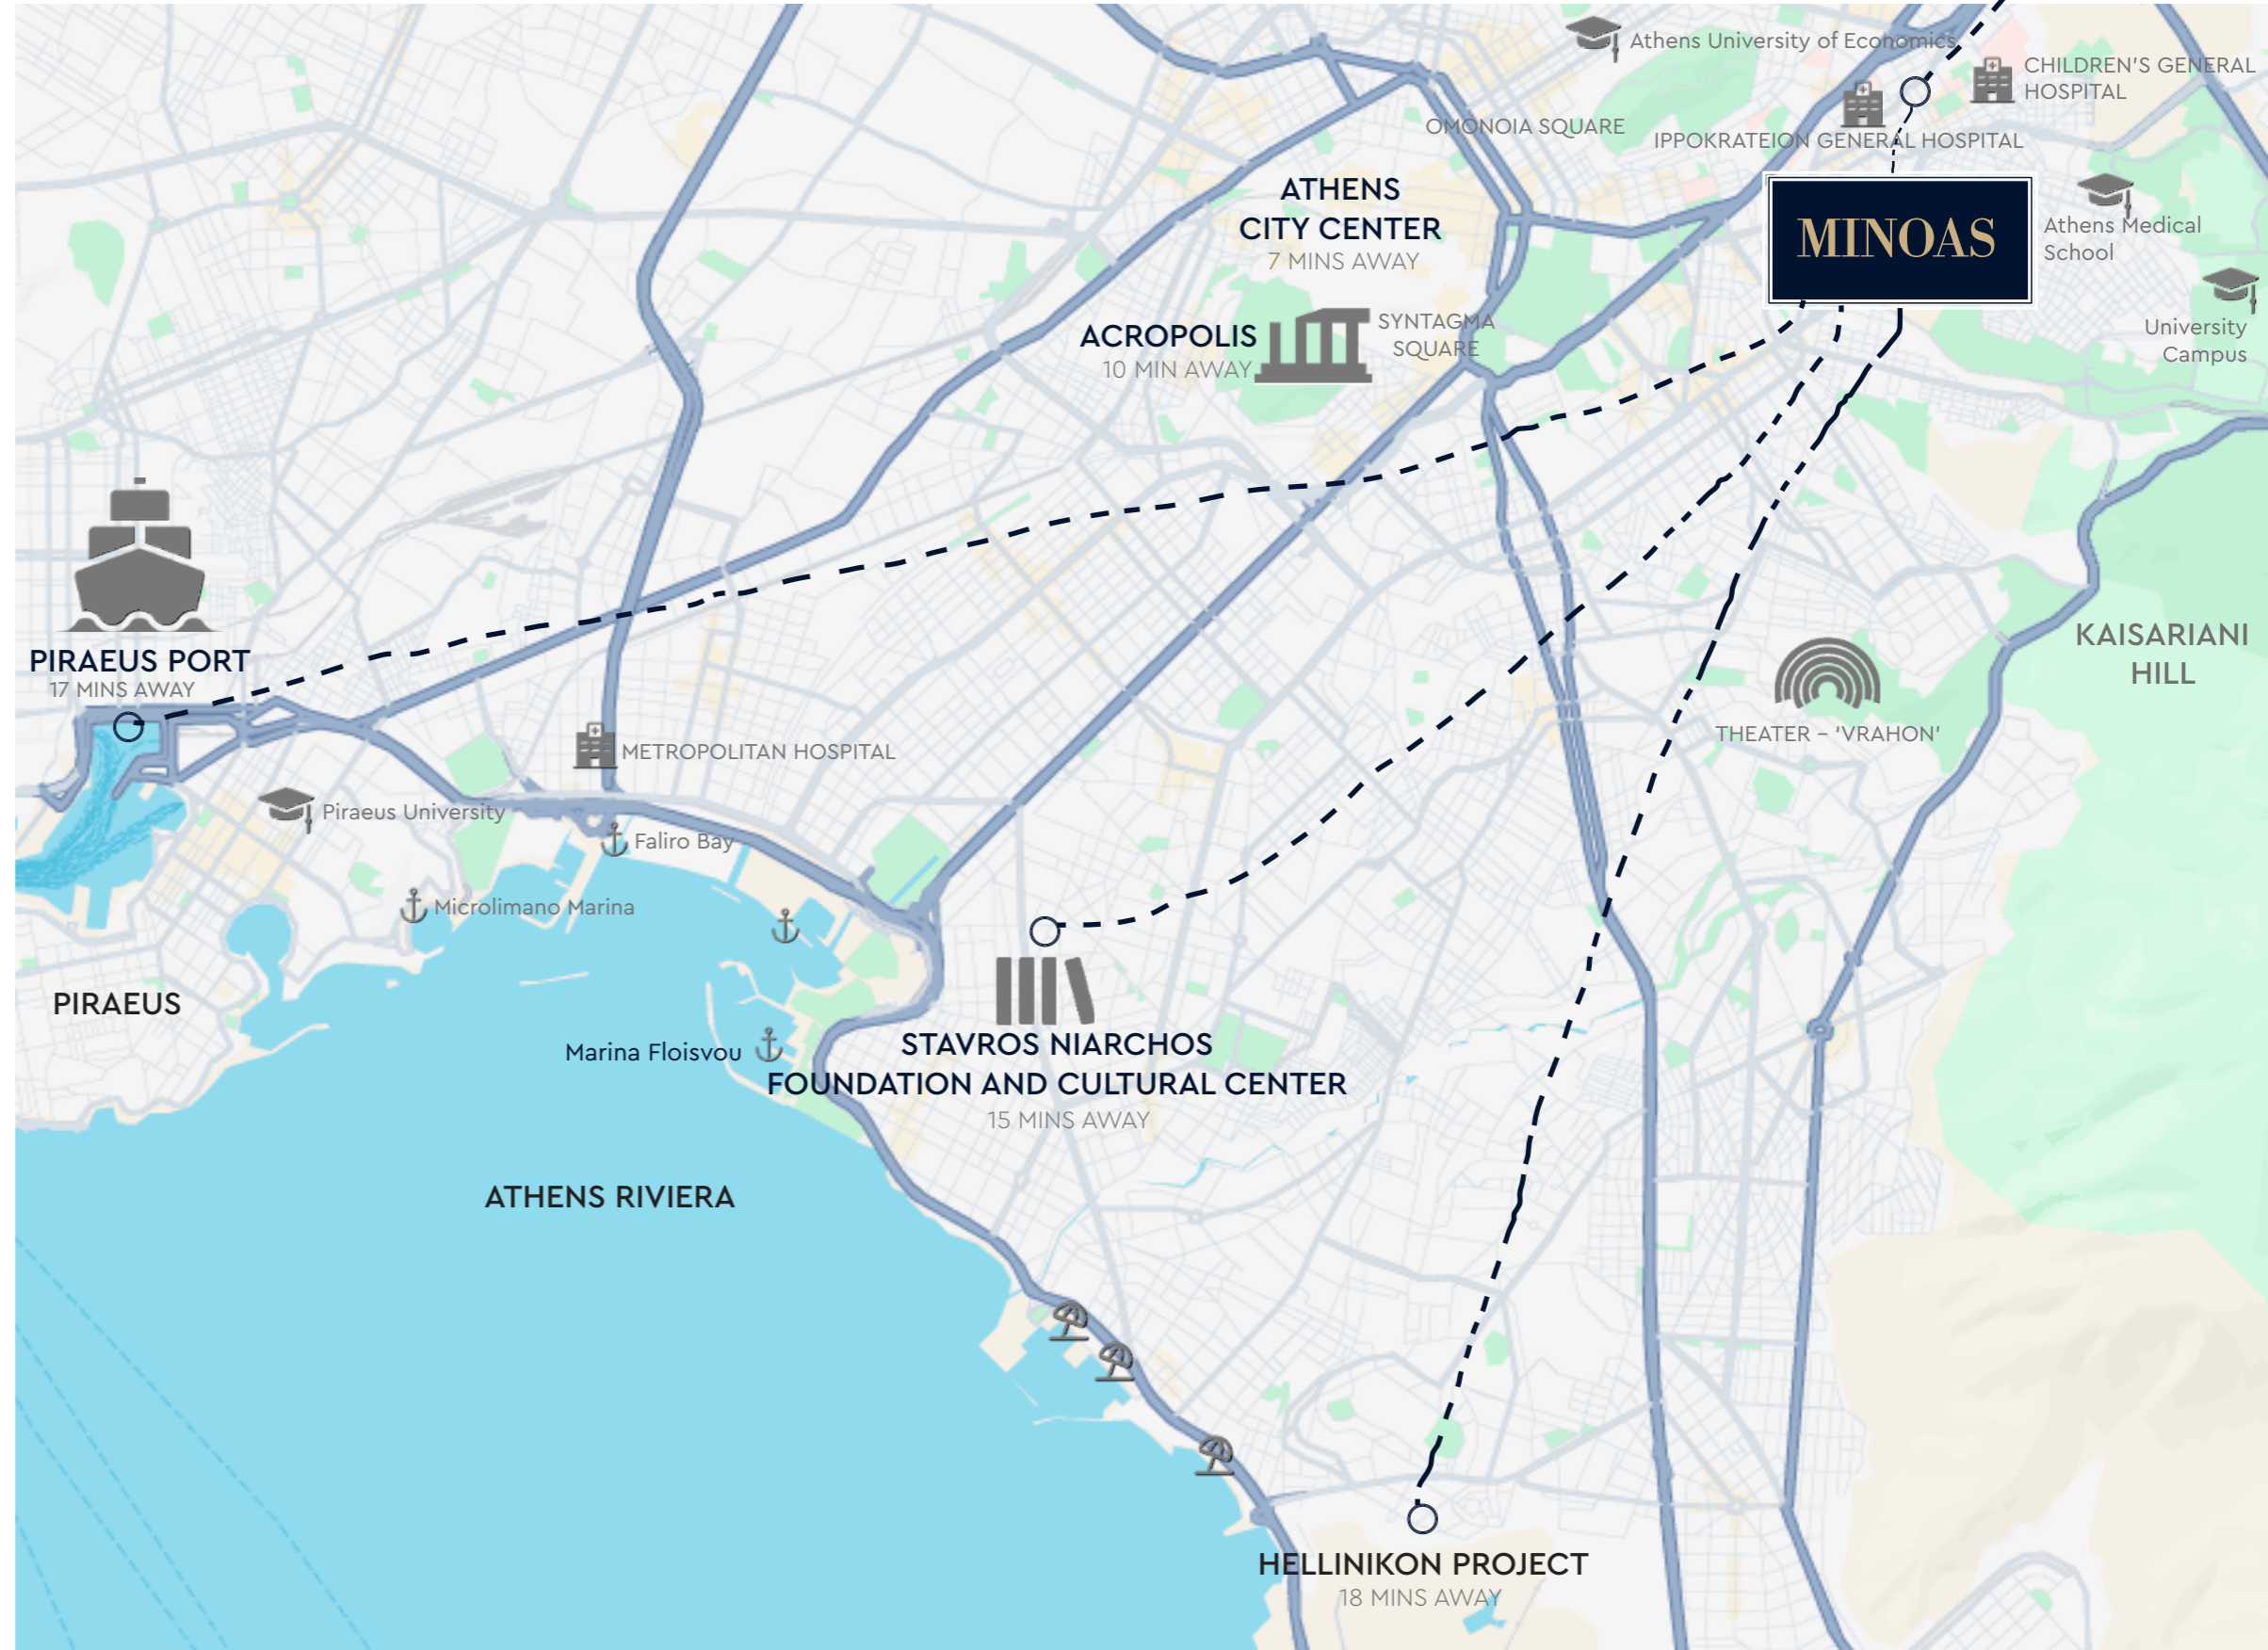 Athens University of Economics
CHILDREN'S GENERAL
HOSPITAL
OMONOIA SQUARE
IPPOKRATEION GENERAL HOSPITAL
ATHENS
CITY CENTER
7 MINS AWAY
MINOAS
Athens Medical
School
ACROPOLIS
10 MIN AWAY
SYNTAGMA
SQUARE
University
Campus
PIRAEUS PORT
17 MINS AWAY
KAISARIANI
HILL
THEATER – 'VRAHON'
METROPOLITAN HOSPITAL
Piraeus University
Faliro Bay
Microlimano Marina
PIRAEUS
Marina Floisvou
STAVROS NIARCHOS
FOUNDATION AND CULTURAL CENTER
15 MINS AWAY
ATHENS RIVIERA
HELLINIKON PROJECT
18 MINS AWAY